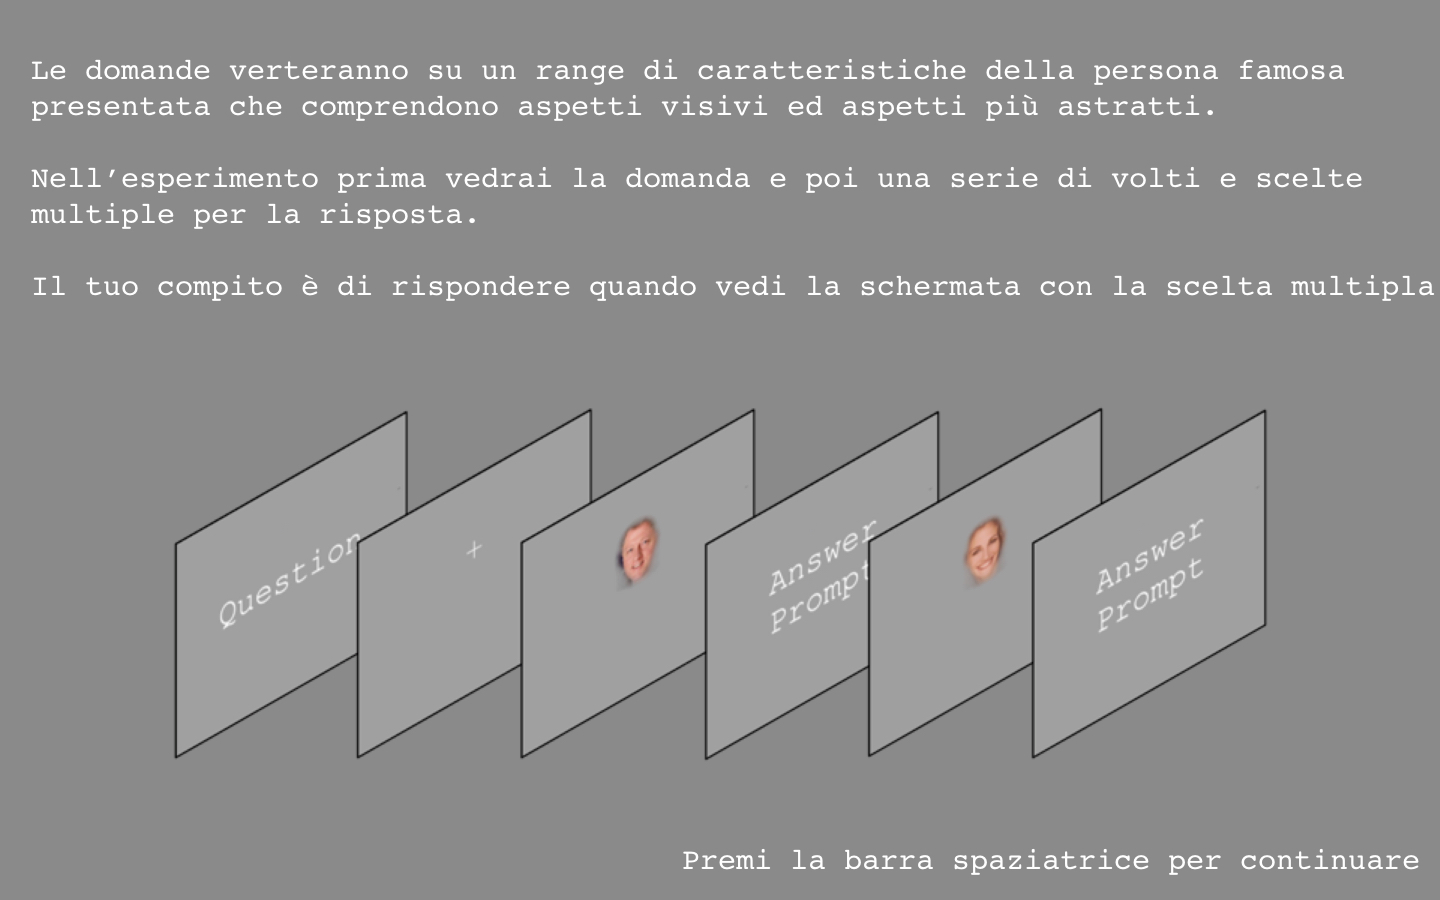 Le domande verteranno su un range di caratteristiche della persona famosa
presentata che comprendono aspetti visivi ed aspetti più astratti.
Nell’esperimento prima vedrai la domanda e poi una serie di volti e scelte
multiple per la risposta.
Il tuo compito è di rispondere quando vedi la schermata con la scelta multipla
Question
+
Answer
Prompt
Answer
Prompt
Premi la barra spaziatrice per continuare